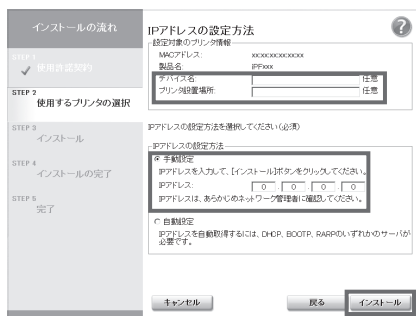 インストールの流れ
STEP 1
使用許諾契約
STEP 2
使用するプリンタの選択
STEP 3
インストール
STEP 4
インストールの完了
STEP 5
完了
IPアドレスの設定方法
?
設定対象のプリンタ情報
MACアドレス: xx:xx:xx:xx:xx:xx
製品名: iPFxxx
デバイス名 任意
プリンタ設置場所: 任意
IPアドレスの設定方法を選択してください(必須)
IPアドレスの設定方法
手動設定
IPアドレスを入力して、[インストール]ボタンをクリックしてください。
IPアドレス: 0 . 0 . 0 . 0
IPアドレスは、あらかじめネットワーク管理者に確認してください。
自動設定
IPアドレスを自動取得するには、DHCP、BOOTP、RARPのいずれかのサーバが
必要です。
キャンセル 戻る インストール